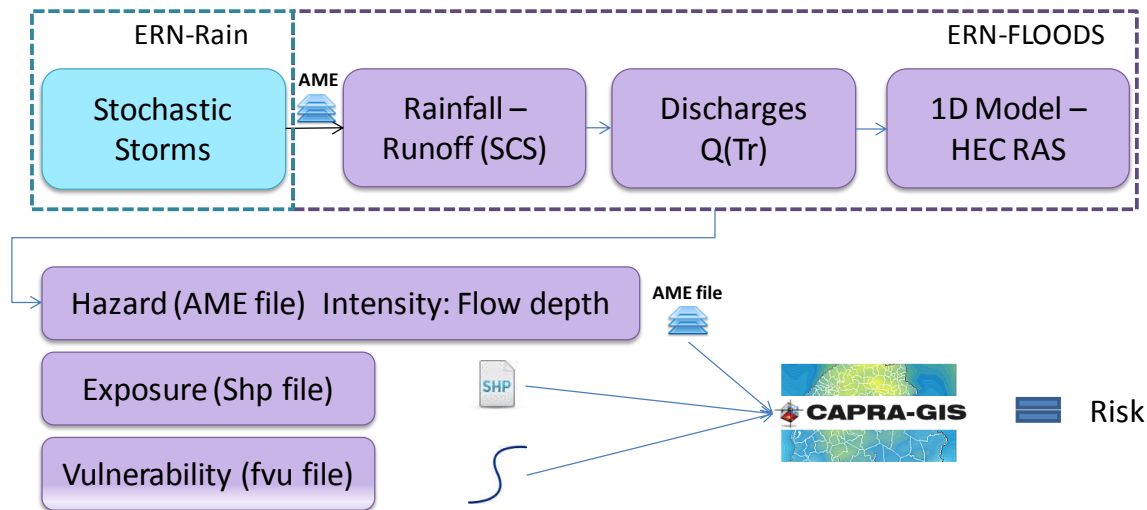 ERN-Rain
ERN-FLOODS
AME
Stochastic
Storms
Rainfall –
Runoff (SCS)
Discharges
Q(Tr)
1D Model –
HEC RAS
Hazard (AME file) Intensity: Flow depth
AME file
Exposure (Shp file)
SHP
CAPRA-GIS
Risk
Vulnerability (fvu file)